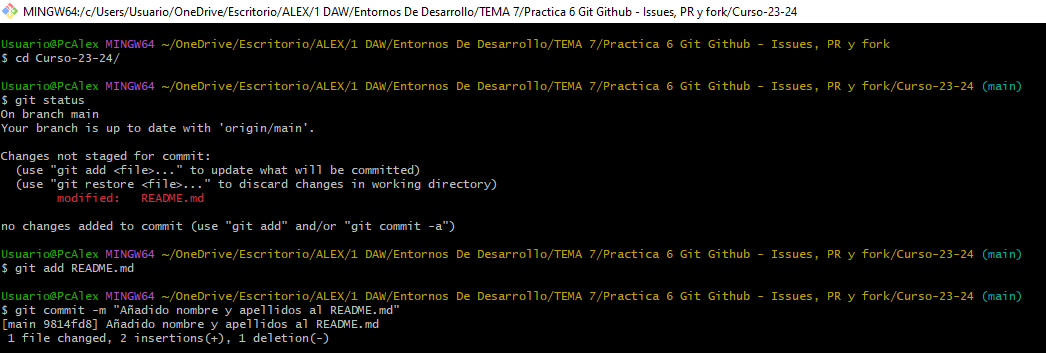 MINGW64:/c/Users/Usuario/OneDrive/Escritorio/ALEX/1 DAW/Entornos De Desarrollo/TEMA 7/Practica 6 Git Github - Issues, PR y fork/Curso-23-24
Usuario@PcAlex MINGW64 ~/OneDrive/Escritorio/ALEX/1 DAW/Entornos De Desarrollo/TEMA 7/Practica 6 Git Github - Issues, PR y fork
$ cd Curso-23-24/
Usuario@PcAlex MINGW64 ~/OneDrive/Escritorio/ALEX/1 DAW/Entornos De Desarrollo/TEMA 7/Practica 6 Git Github - Issues, PR y fork/Curso-23-24 (main)
$ git status
On branch main
Your branch is up to date with 'origin/main'.
Changes not staged for commit:
  (use "git add <file>..." to update what will be committed)
  (use "git restore <file>..." to discard changes in working directory)
        modified:   README.md
no changes added to commit (use "git add" and/or "git commit -a")
Usuario@PcAlex MINGW64 ~/OneDrive/Escritorio/ALEX/1 DAW/Entornos De Desarrollo/TEMA 7/Practica 6 Git Github - Issues, PR y fork/Curso-23-24 (main)
$ git add README.md
Usuario@PcAlex MINGW64 ~/OneDrive/Escritorio/ALEX/1 DAW/Entornos De Desarrollo/TEMA 7/Practica 6 Git Github - Issues, PR y fork/Curso-23-24 (main)
$ git commit -m "Añadido nombre y apellidos al README.md"
[main 9814fd8] Añadido nombre y apellidos al README.md
 1 file changed, 2 insertions(+), 1 deletion(-)